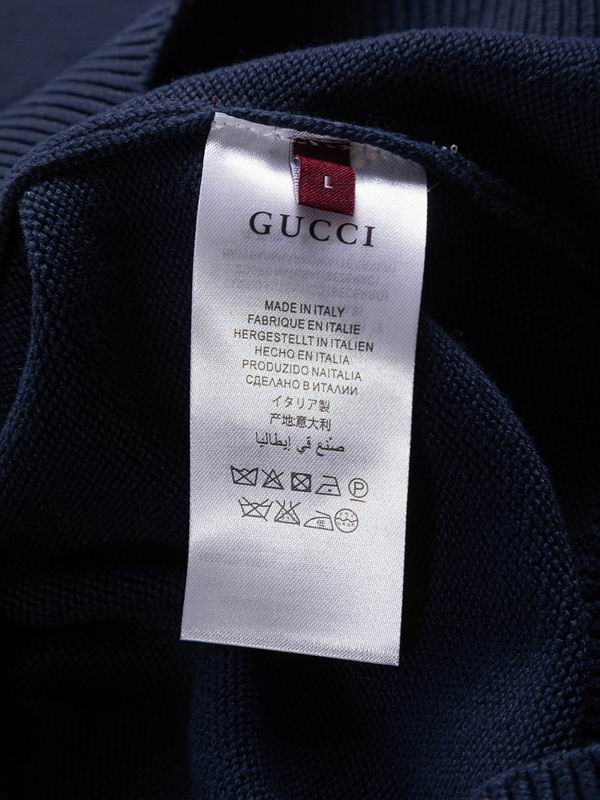 L
GUCCI
MADE IN ITALY
FABRIQUE EN ITALIE
HERGESTELLT IN ITALIEN
HECHO EN ITALIA
PRODUZIDO NAITALIA
СДЕЛАНО В ИТАЛИИ
イタリア製
产地:意大利
صنع في إيطاليا
P
低